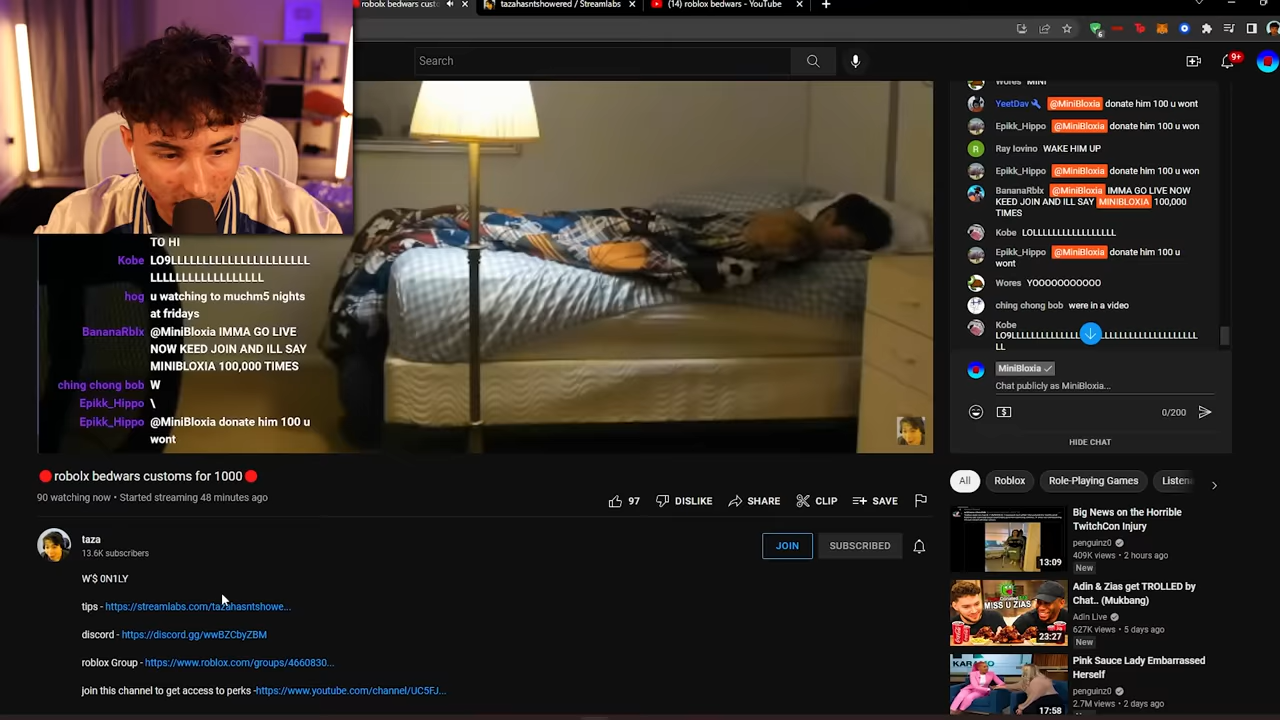 robolx bedwars custo
tazahasntshowered / Streamlabs
(14) roblox bedwars - YouTube
6
Search
9+
TO HI
Kobe LO9LLLLLLLLLLLLLLLLLLLLL
LLLLLLLLLLLLLLLLL
hog u watching to muchm5 nights
at fridays
BananaRblx @MiniBloxia IMMA GO LIVE
NOW KEED JOIN AND ILL SAY
MINIBLOXIA 100,000 TIMES
ching chong bob W
Epikk_Hippo \
Epikk_Hippo @MiniBloxia donate him 100 u
wont
Wores MINI
YeetDav @MiniBloxia donate him 100 u wont
Epikk_Hippo @MiniBloxia donate him 100 u won
R Ray Iovino WAKE HIM UP
Epikk_Hippo @MiniBloxia donate him 100 u won
BananaRblx @MiniBloxia IMMA GO LIVE NOW
KEED JOIN AND ILL SAY MINIBLOXIA 100,000
TIMES
Kobe LOLLLLLLLLLLLLLLLLL
Epikk_Hippo @MiniBloxia donate him 100 u
wont
Wores YOOOOOOOOOOO
ching chong bob were in a video
Kobe
LL
MiniBloxia
Chat publicly as MiniBloxia...
0/200
HIDE CHAT
robolx bedwars customs for 1000
90 watching now • Started streaming 48 minutes ago
97 DISLIKE SHARE CLIP SAVE
taza
13.6K subscribers
JOIN SUBSCRIBED
W'$ 0N1LY
tips - https://streamlabs.com/tazahasntshowe...
discord - https://discord.gg/wwBZCbyZBM
roblox Group - https://www.roblox.com/groups/4660830...
join this channel to get access to perks -https://www.youtube.com/channel/UC5FJ...
All Roblox Role-Playing Games Listena
Big News on the Horrible
TwitchCon Injury
penguinz0
409K views • 2 hours ago
New
13:09
Adin & Zias get TROLLED by
Chat.. (Mukbang)
Adin Live
627K views • 5 days ago
New
MISS U ZIAS
23:27
Pink Sauce Lady Embarrassed
Herself
penguinz0
2.7M views • 2 days ago
New
17:58